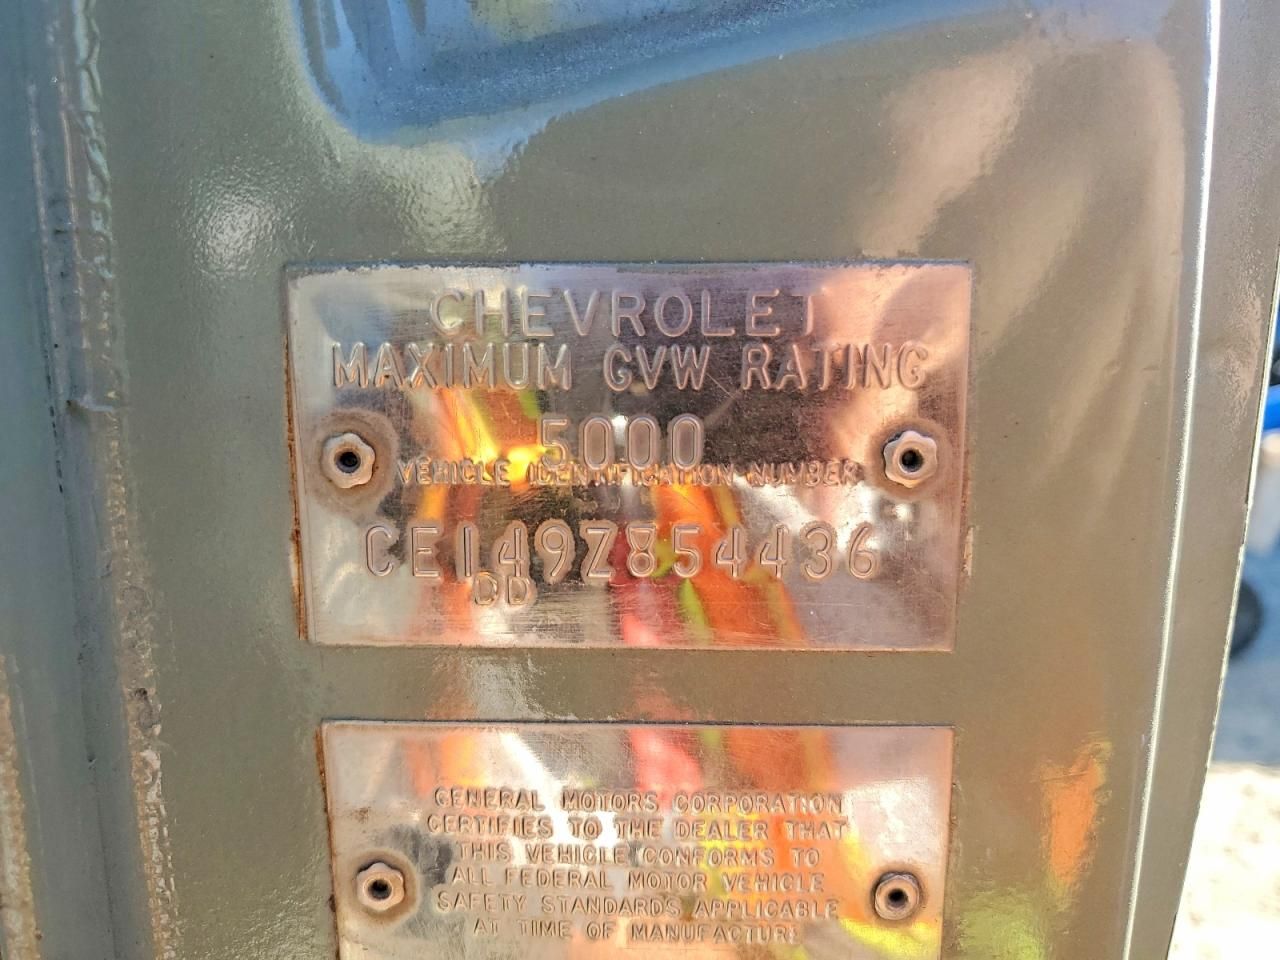 CHEVROLET
MAXIMUM GVW RATING
5000
VEHICLE IDENTIFICATION NUMBER
CE149Z854436
DD
GENERAL MOTORS CORPORATION
CERTIFIES TO THE DEALER THAT
THIS VEHICLE CONFORMS TO
ALL FEDERAL MOTOR VEHICLE
SAFETY STANDARDS APPLICABLE
AT TIME OF MANUFACTURE